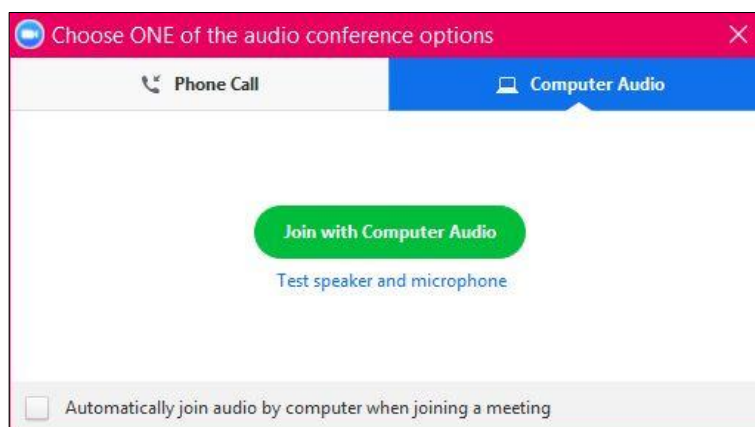 Choose ONE of the audio conference options
Phone Call
Computer Audio
Join with Computer Audio
Test speaker and microphone
Automatically join audio by computer when joining a meeting